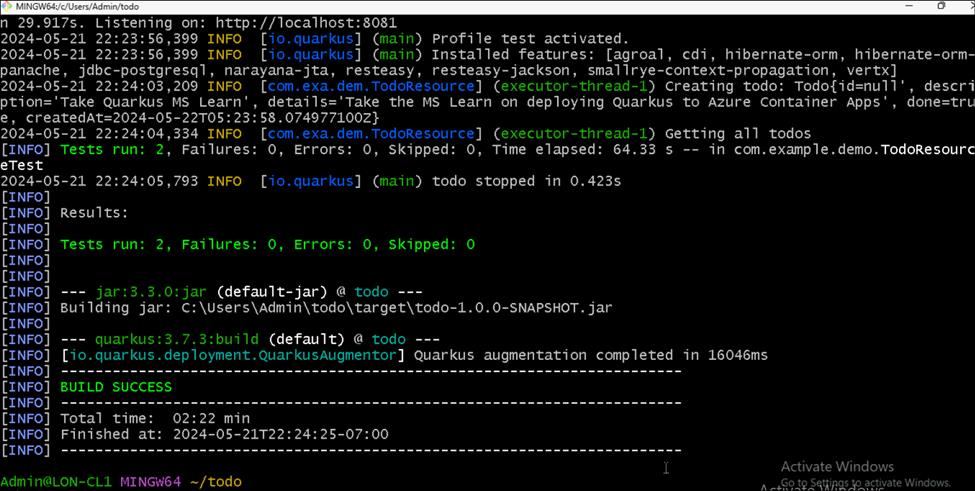 MINGW64:/c/Users/Admin/todo
n 29.917s. Listening on: http://localhost:8081
2024-05-21 22:23:56,399 INFO  [io.quarkus] (main) Profile test activated.
2024-05-21 22:23:56,399 INFO  [io.quarkus] (main) Installed features: [agroal, cdi, hibernate-orm, hibernate-orm-
panache, jdbc-postgresql, narayana-jta, resteasy, resteasy-jackson, smallrye-context-propagation, vertx]
2024-05-21 22:24:03,209 INFO  [com.exa.dem.TodoResource] (executor-thread-1) Creating todo: Todo{id=null', descri
ption='Take Quarkus MS Learn', details='Take the MS Learn on deploying Quarkus to Azure Container Apps', done=tru
e, createdAt=2024-05-22T05:23:58.074977100Z}
2024-05-21 22:24:04,334 INFO  [com.exa.dem.TodoResource] (executor-thread-1) Getting all todos
[INFO] Tests run: 2, Failures: 0, Errors: 0, Skipped: 0, Time elapsed: 64.33 s -- in com.example.demo.TodoResourc
eTest
2024-05-21 22:24:05,793 INFO  [io.quarkus] (main) todo stopped in 0.423s
[INFO]
[INFO] Results:
[INFO]
[INFO] Tests run: 2, Failures: 0, Errors: 0, Skipped: 0
[INFO]
[INFO]
[INFO] --- jar:3.3.0:jar (default-jar) @ todo ---
[INFO] Building jar: C:\Users\Admin\todo\target\todo-1.0.0-SNAPSHOT.jar
[INFO]
[INFO] --- quarkus:3.7.3:build (default) @ todo ---
[INFO] [io.quarkus.deployment.QuarkusAugmentor] Quarkus augmentation completed in 16046ms
[INFO] ------------------------------------------------------------------------
[INFO] BUILD SUCCESS
[INFO] ------------------------------------------------------------------------
[INFO] Total time:  02:22 min
[INFO] Finished at: 2024-05-21T22:24:25-07:00
[INFO] ------------------------------------------------------------------------
Activate Windows
Admin@LON-CL1 MINGW64 ~/todo
Go to Settings to activate Windows.
Activate Windows